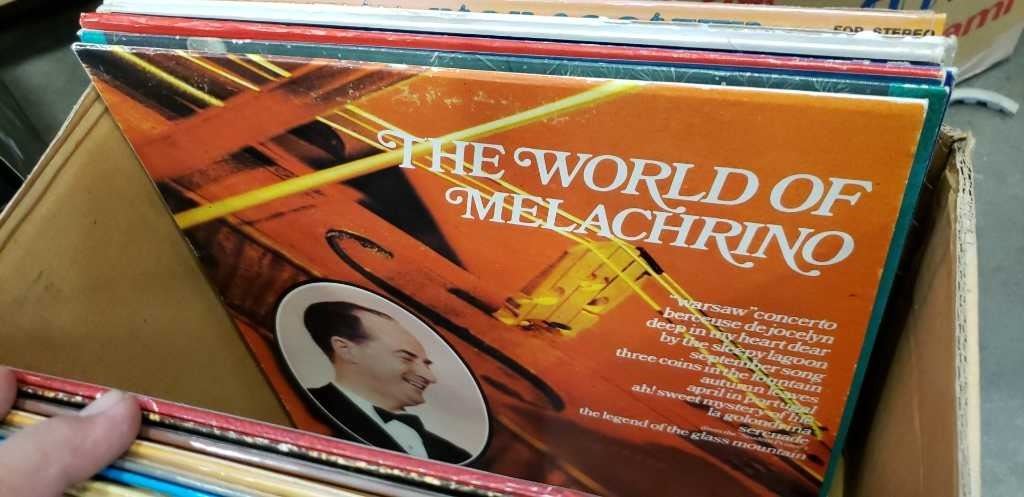 FOR STEREO
THE WORLD OF
MELACHRINO
"warsaw" concerto
berceuse de jocelyn
deep in my heart dear
by the sleepy lagoon
september song
three coins in the fountain
autumn leaves
april in portugal
ah! sweet mystery of life
la golondrina
serenade
the legend of the glass mountain